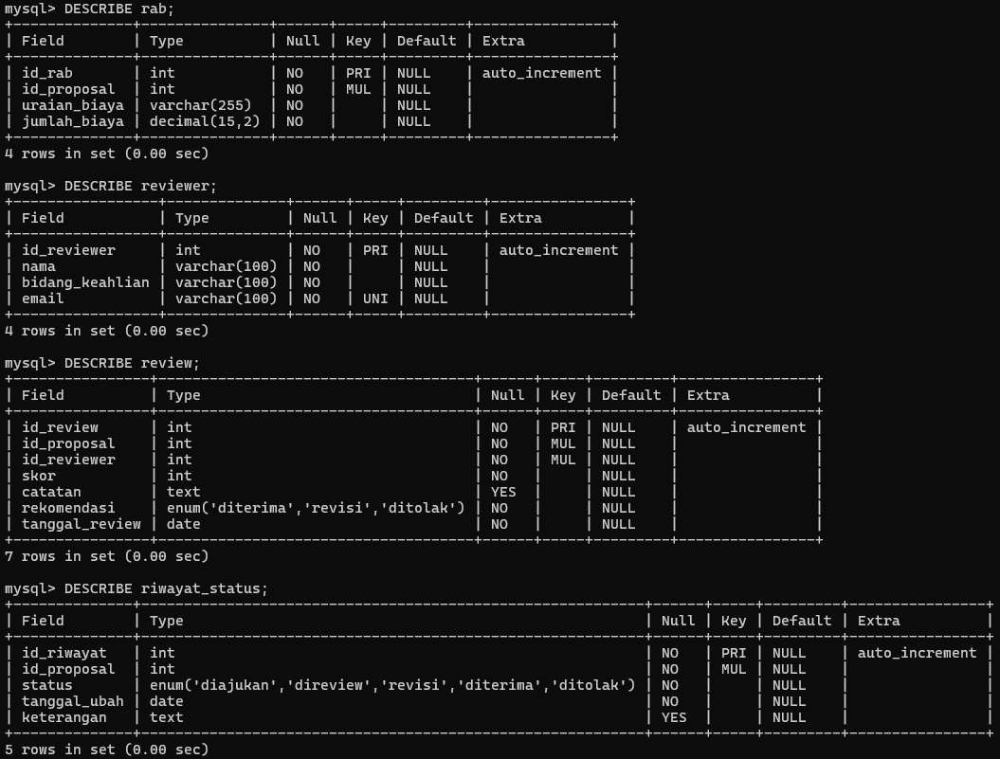 mysql> DESCRIBE rab;
+--------------+---------------+------+-----+---------+----------------+
| Field        | Type          | Null | Key | Default | Extra          |
+--------------+---------------+------+-----+---------+----------------+
| id_rab       | int           | NO   | PRI | NULL    | auto_increment |
| id_proposal  | int           | NO   | MUL | NULL    |                |
| uraian_biaya | varchar(255)  | NO   |     | NULL    |                |
| jumlah_biaya | decimal(15,2) | NO   |     | NULL    |                |
+--------------+---------------+------+-----+---------+----------------+
4 rows in set (0.00 sec)

mysql> DESCRIBE reviewer;
+-----------------+--------------+------+-----+---------+----------------+
| Field           | Type         | Null | Key | Default | Extra          |
+-----------------+--------------+------+-----+---------+----------------+
| id_reviewer     | int          | NO   | PRI | NULL    | auto_increment |
| nama            | varchar(100) | NO   |     | NULL    |                |
| bidang_keahlian | varchar(100) | NO   |     | NULL    |                |
| email           | varchar(100) | NO   | UNI | NULL    |                |
+-----------------+--------------+------+-----+---------+----------------+
4 rows in set (0.00 sec)

mysql> DESCRIBE review;
+----------------+-------------------------------------+------+-----+---------+----------------+
| Field          | Type                                | Null | Key | Default | Extra          |
+----------------+-------------------------------------+------+-----+---------+----------------+
| id_review      | int                                 | NO   | PRI | NULL    | auto_increment |
| id_proposal    | int                                 | NO   | MUL | NULL    |                |
| id_reviewer    | int                                 | NO   | MUL | NULL    |                |
| skor           | int                                 | NO   |     | NULL    |                |
| catatan        | text                                | YES  |     | NULL    |                |
| rekomendasi    | enum('diterima','revisi','ditolak') | NO   |     | NULL    |                |
| tanggal_review | date                                | NO   |     | NULL    |                |
+----------------+-------------------------------------+------+-----+---------+----------------+
7 rows in set (0.00 sec)

mysql> DESCRIBE riwayat_status;
+--------------+---------------------------------------------------------+------+-----+---------+----------------+
| Field        | Type                                                    | Null | Key | Default | Extra          |
+--------------+---------------------------------------------------------+------+-----+---------+----------------+
| id_riwayat   | int                                                     | NO   | PRI | NULL    | auto_increment |
| id_proposal  | int                                                     | NO   | MUL | NULL    |                |
| status       | enum('diajukan','direview','revisi','diterima','ditolak') | NO   |     | NULL    |                |
| tanggal_ubah | date                                                    | NO   |     | NULL    |                |
| keterangan   | text                                                    | YES  |     | NULL    |                |
+--------------+---------------------------------------------------------+------+-----+---------+----------------+
5 rows in set (0.00 sec)